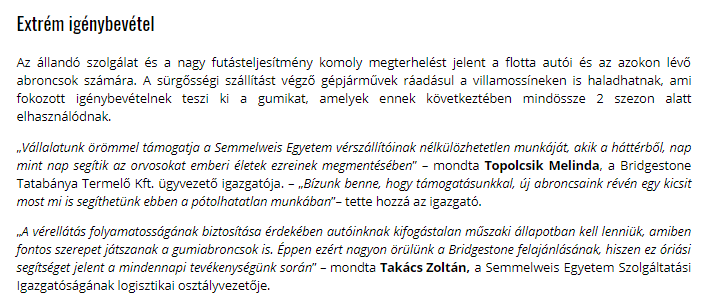 Extrém igénybevétel
Az állandó szolgálat és a nagy futásteljesítmény komoly megterhelést jelent a flotta autói és az azokon lévő
abroncsok számára. A sürgősségi szállítást végző gépjárművek ráadásul a villamossíneken is haladhatnak, ami
fokozott igénybevételnek teszi ki a gumikat, amelyek ennek következtében mindössze 2 szezon alatt
elhasználódnak.
„Vállalatunk örömmel támogatja a Semmelweis Egyetem vérszállítóinak nélkülözhetetlen munkáját, akik a háttérből, nap
mint nap segítik az orvosokat emberi életek ezreinek megmentésében” – mondta Topolcsik Melinda, a Bridgestone
Tatabánya Termelő Kft. ügyvezető igazgatója. – „Bízunk benne, hogy támogatásunkkal, új abroncsaink révén egy kicsit
most mi is segíthetünk ebben a pótolhatatlan munkában”– tette hozzá az igazgató.
„A vérellátás folyamatosságának biztosítása érdekében autóinknak kifogástalan műszaki állapotban kell lenniük, amiben
fontos szerepet játszanak a gumiabroncsok is. Éppen ezért nagyon örülünk a Bridgestone felajánlásának, hiszen ez óriási
segítséget jelent a mindennapi tevékenységünk során” – mondta Takács Zoltán, a Semmelweis Egyetem Szolgáltatási
Igazgatóságának logisztikai osztályvezetője.